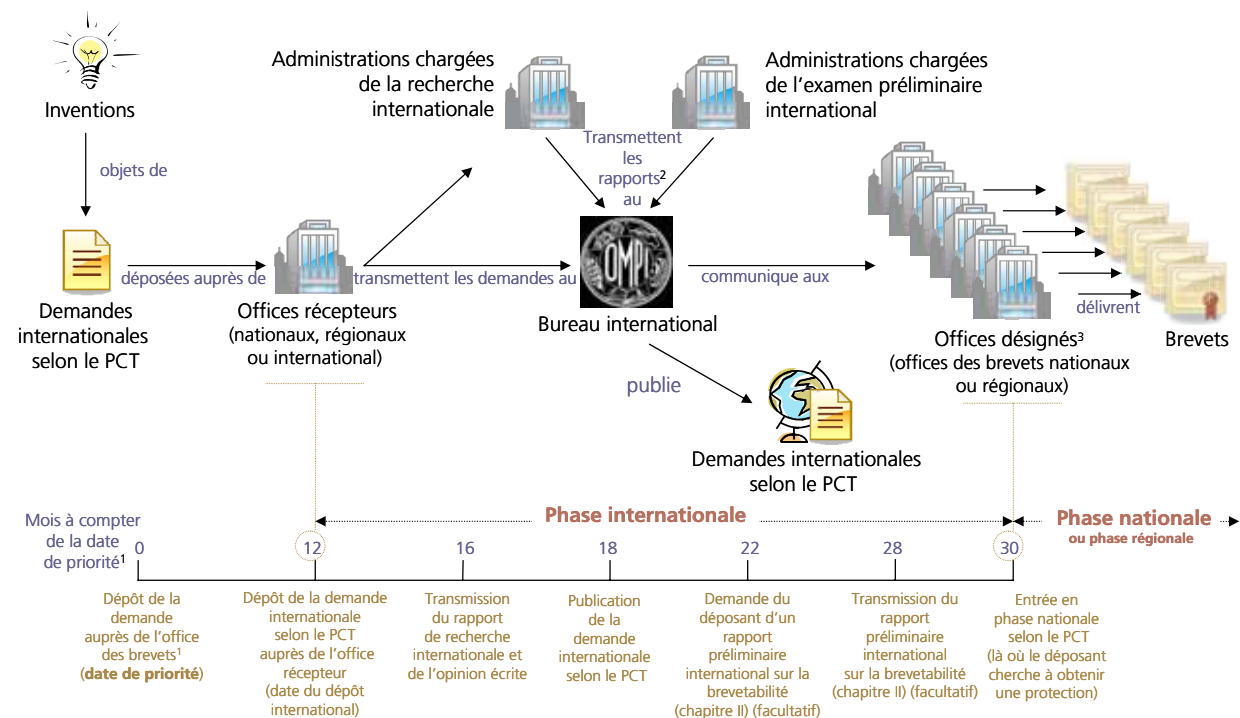 Inventions
objets de
Demandes
internationales
selon le PCT
déposées auprès de
Offices récepteurs
(nationaux, régionaux
ou international)
transmettent les demandes au
Administrations chargées
de la recherche
internationale
Administrations chargées
de l'examen préliminaire
international
Transmettent
les
rapports²
au
OMPI
Bureau international
communique aux
publie
Demandes internationales
selon le PCT
Offices désignés³
(offices des brevets nationaux
ou régionaux)
délivrent
Brevets
Phase internationale
Phase nationale
ou phase régionale
Mois à compter
de la date
de priorité¹
0 12 16 18 22 28 30
Dépôt de la
demande
auprès de l'office
des brevets¹
(date de priorité)
Dépôt de la demande
internationale
selon le PCT
auprès de l'office
récepteur
(date du dépôt
international)
Transmission
du rapport
de recherche
internationale et
de l'opinion écrite
Publication
de la
demande
internationale
selon le PCT
Demande du
déposant d'un
rapport
préliminaire
international sur la
brevetabilité
(chapitre II) (facultatif)
Transmission du
rapport
préliminaire
international
sur la brevetabilité
(chapitre II) (facultatif)
Entrée en
phase nationale
selon le PCT
(là où le déposant
cherche à obtenir
une protection)